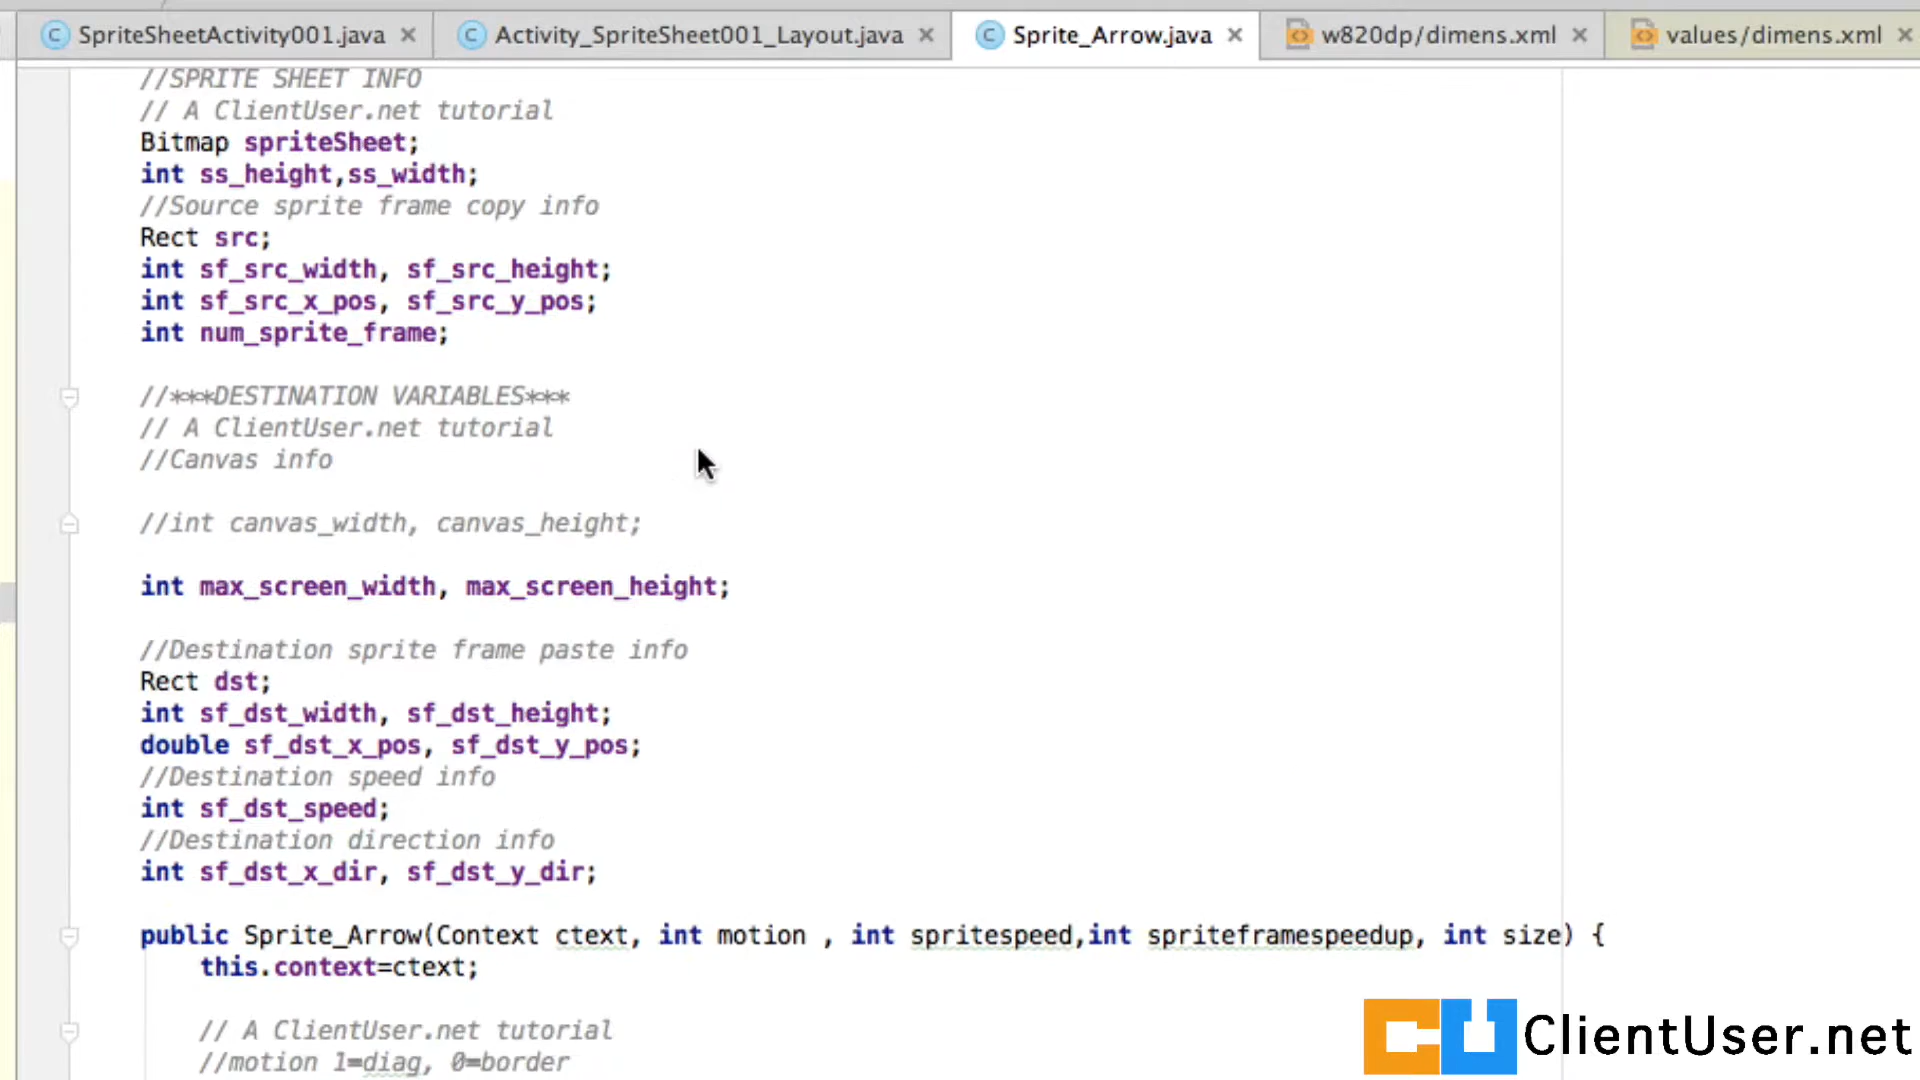 SpriteSheetActivity001.java
Activity_SpriteSheet001_Layout.java
Sprite_Arrow.java
w820dp/dimens.xml
values/dimens.xml
//SPRITE SHEET INFO
// A ClientUser.net tutorial
Bitmap spriteSheet;
int ss_height,ss_width;
//Source sprite frame copy info
Rect src;
int sf_src_width, sf_src_height;
int sf_src_x_pos, sf_src_y_pos;
int num_sprite_frame;
//***DESTINATION VARIABLES***
// A ClientUser.net tutorial
//Canvas info
//int canvas_width, canvas_height;
int max_screen_width, max_screen_height;
//Destination sprite frame paste info
Rect dst;
int sf_dst_width, sf_dst_height;
double sf_dst_x_pos, sf_dst_y_pos;
//Destination speed info
int sf_dst_speed;
//Destination direction info
int sf_dst_x_dir, sf_dst_y_dir;
public Sprite_Arrow(Context ctext, int motion , int spritespeed,int spriteframespeedup, int size) {
this.context=ctext;
// A ClientUser.net tutorial
//motion 1=diag, 0=border
CU ClientUser.net